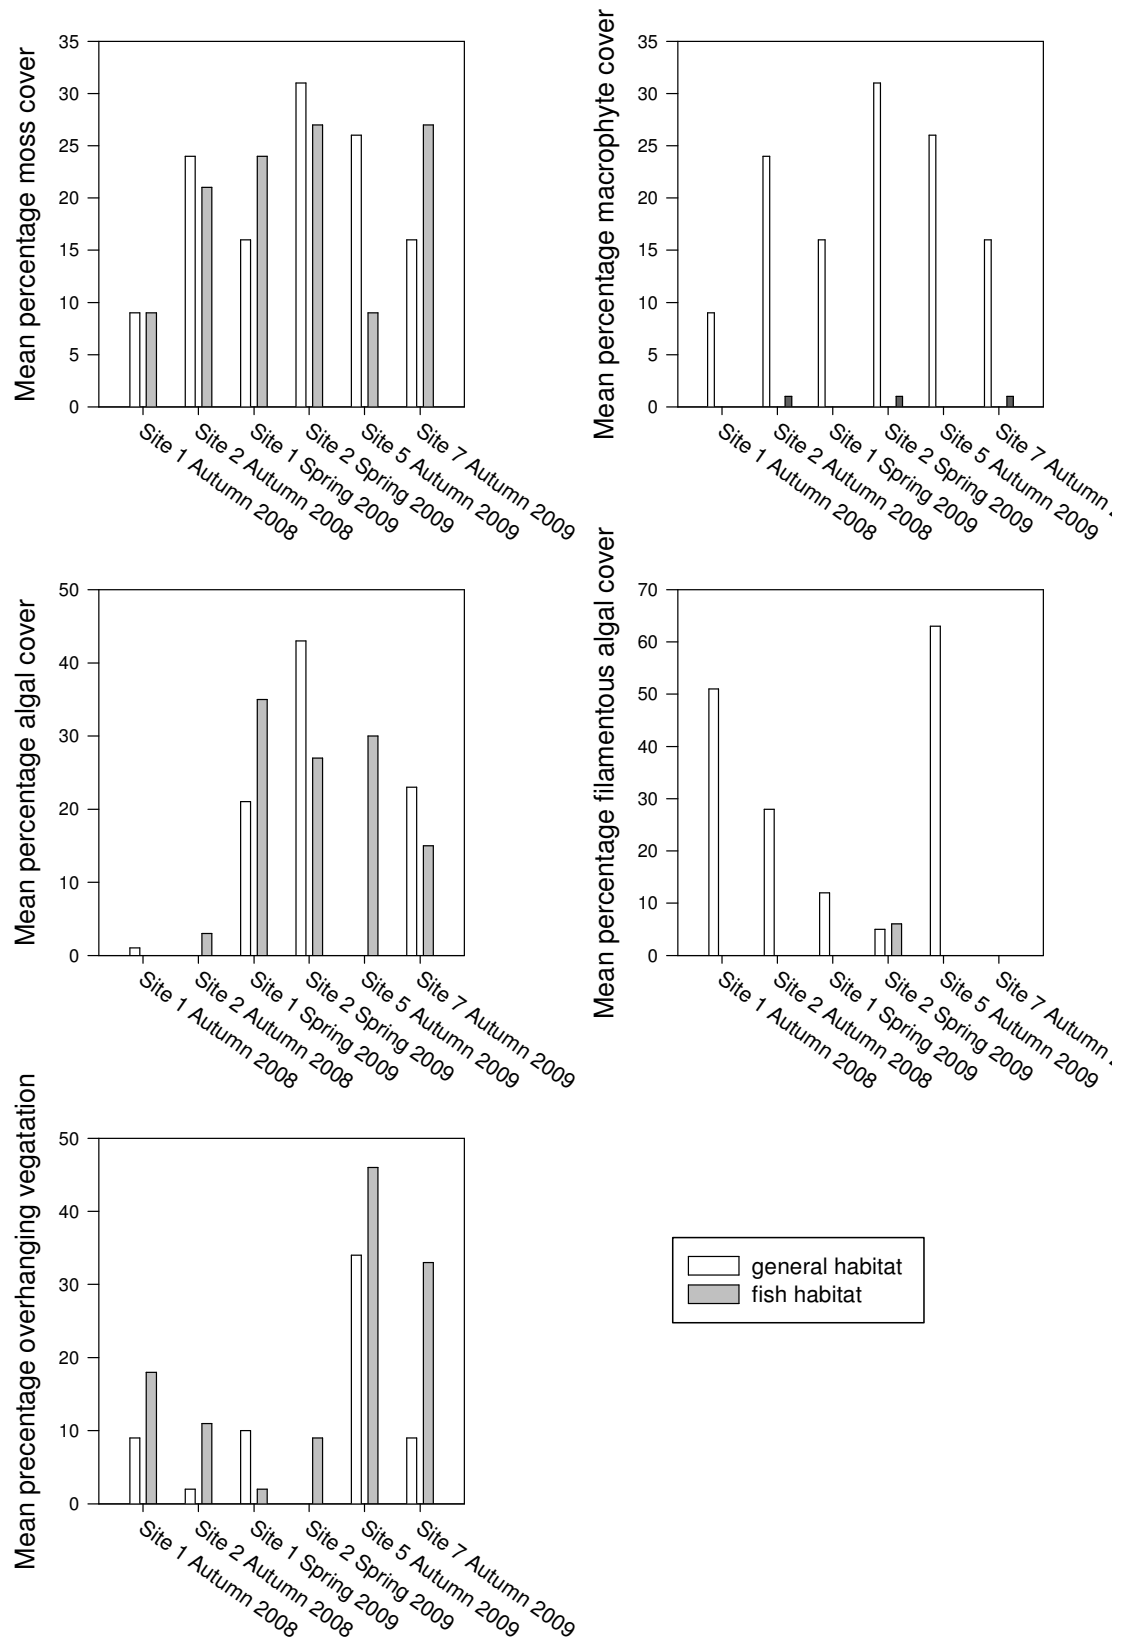 Mean percentage moss cover
35
30
25
20
15
10
5
0
Site 1 Autumn 2008
Site 2 Autumn 2008
Site 1 Spring 2009
Site 2 Spring 2009
Site 5 Autumn 2009
Site 7 Autumn 2009
Mean percentage macrophyte cover
35
30
25
20
15
10
5
0
Site 1 Autumn 2008
Site 2 Autumn 2008
Site 1 Spring 2009
Site 2 Spring 2009
Site 5 Autumn 2009
Site 7 Autumn
Mean percentage algal cover
50
40
30
20
10
0
Site 1 Autumn 2008
Site 2 Autumn 2008
Site 1 Spring 2009
Site 2 Spring 2009
Site 5 Autumn 2009
Site 7 Autumn 2009
Mean percentage filamentous algal cover
70
60
50
40
30
20
10
0
Site 1 Autumn 2008
Site 2 Autumn 2008
Site 1 Spring 2009
Site 2 Spring 2009
Site 5 Autumn 2009
Site 7 Autumn
Mean precentage overhanging vegatation
50
40
30
20
10
0
Site 1 Autumn 2008
Site 2 Autumn 2008
Site 1 Spring 2009
Site 2 Spring 2009
Site 5 Autumn 2009
Site 7 Autumn 2009
general habitat
fish habitat